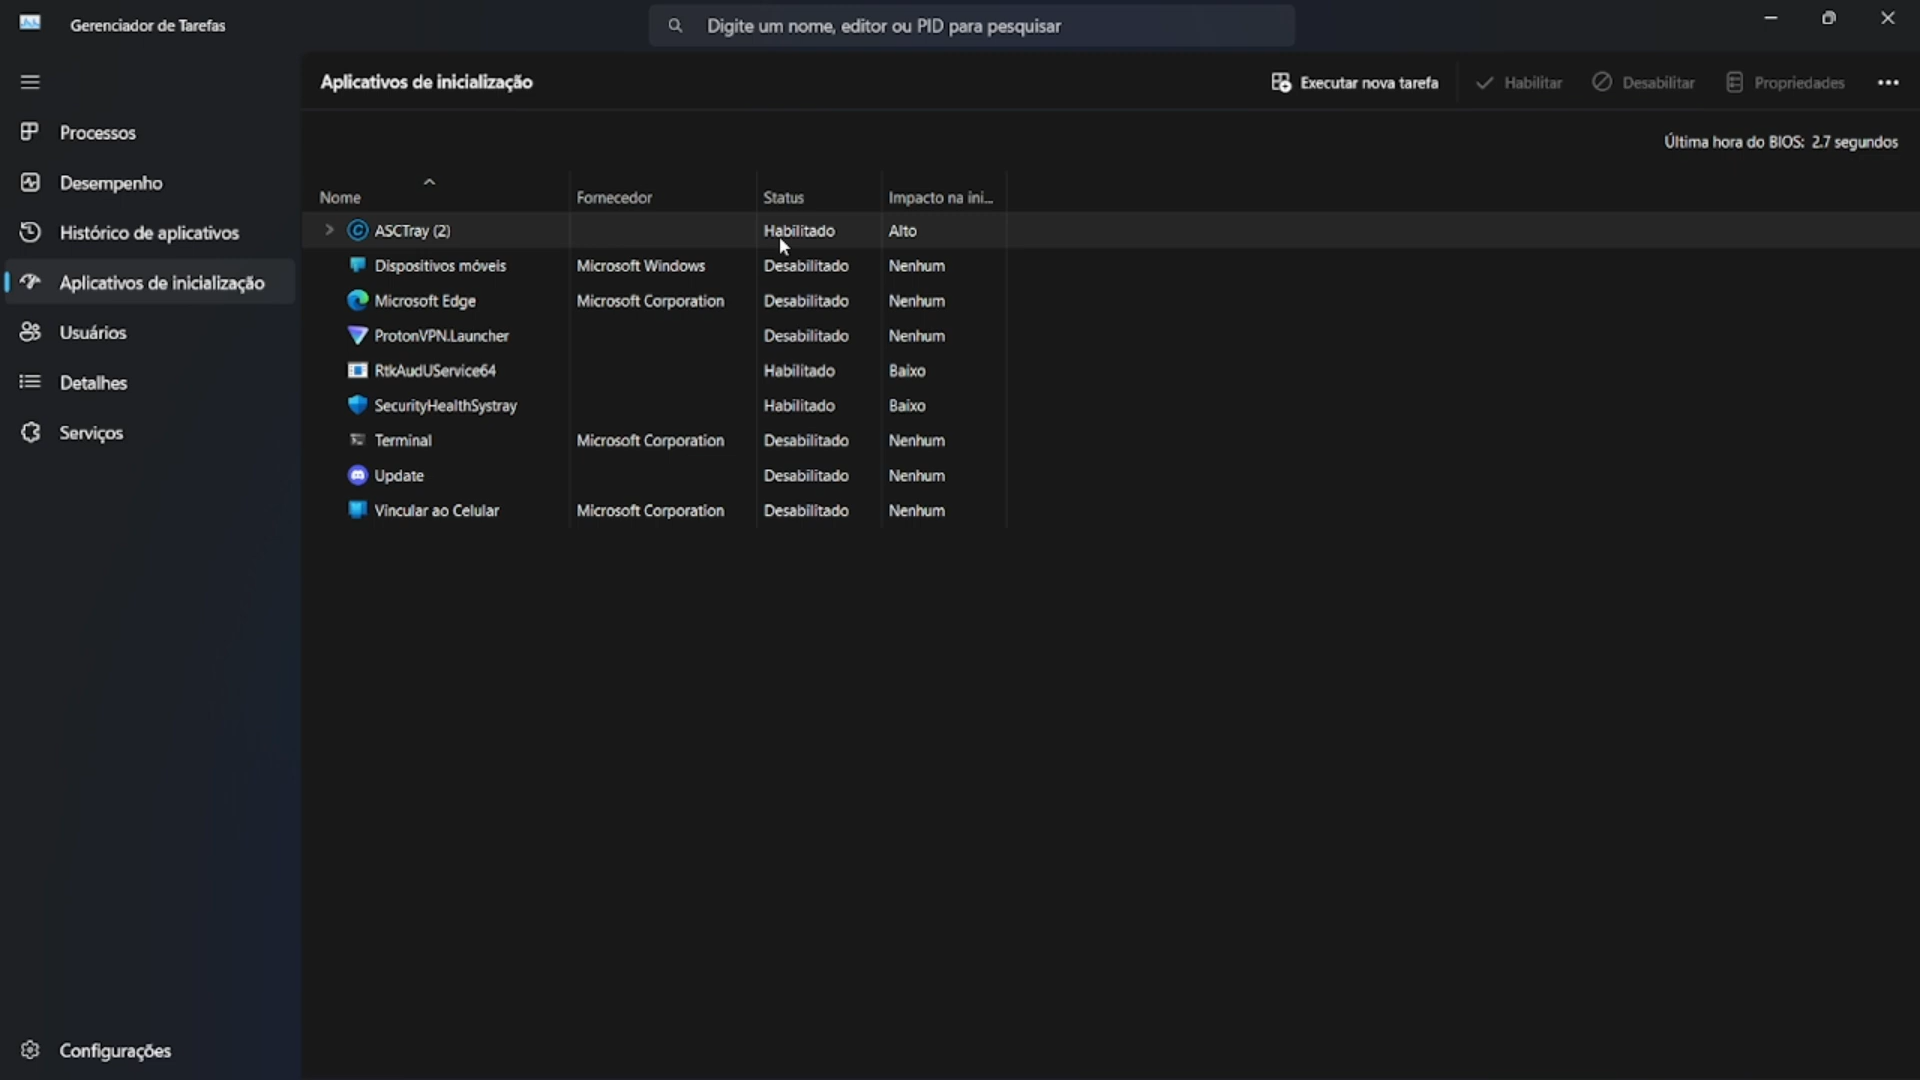 Gerenciador de Tarefas
Digite um nome, editor ou PID para pesquisar
Aplicativos de inicialização
Executar nova tarefa
Habilitar
Desabilitar
Propriedades
Processos
Desempenho
Histórico de aplicativos
Aplicativos de inicialização
Usuários
Detalhes
Serviços
Configurações
Última hora do BIOS: 2.7 segundos
Nome Fornecedor Status Impacto na ini...
ASCTray (2) Habilitado Alto
Dispositivos móveis Microsoft Windows Desabilitado Nenhum
Microsoft Edge Microsoft Corporation Desabilitado Nenhum
ProtonVPN.Launcher Desabilitado Nenhum
RtkAudUService64 Habilitado Baixo
SecurityHealthSystray Habilitado Baixo
Terminal Microsoft Corporation Desabilitado Nenhum
Update Desabilitado Nenhum
Vincular ao Celular Microsoft Corporation Desabilitado Nenhum